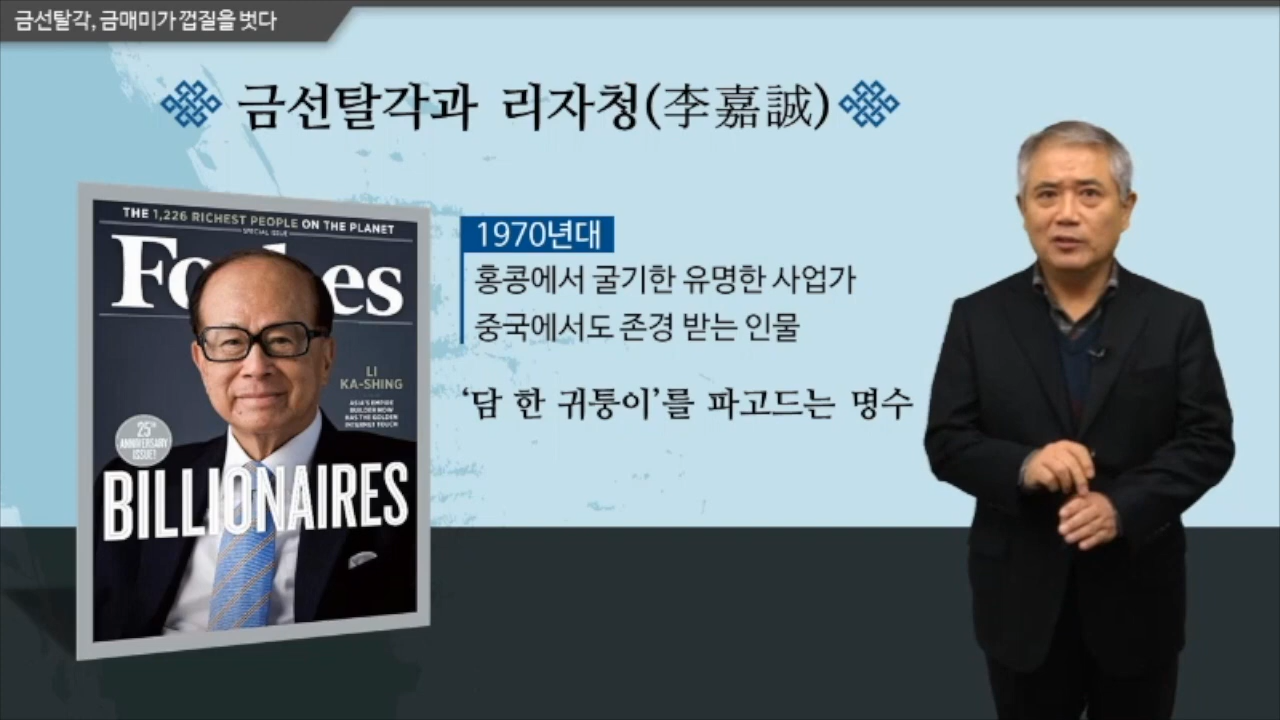 금선탈각, 금매미가 껍질을 벗다
금선탈각과 리자청(李嘉誠)
THE 1,226 RICHEST PEOPLE ON THE PLANET
SPECIAL ISSUE
Forbes
LI
KA-SHING
ASIA'S EMPIRE
BUILDER NOW
HAS THE GOLDEN
INTERNET TOUCH
25TH
ANNIVERSARY
ISSUE!
BILLIONAIRES
1970년대
홍콩에서 굴기한 유명한 사업가
중국에서도 존경 받는 인물
‘담 한 귀퉁이’를 파고드는 명수